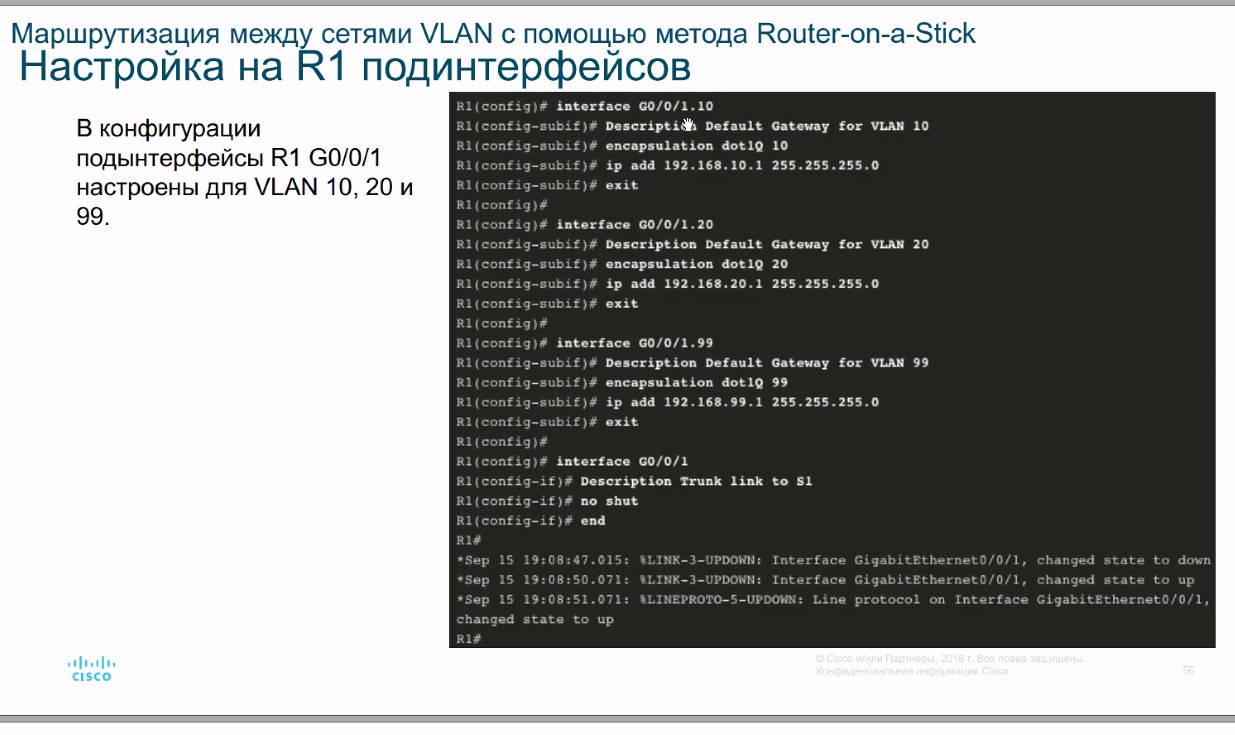 Маршрутизация между сетями VLAN с помощью метода Router-on-a-Stick
Настройка на R1 подинтерфейсов
В конфигурации
подынтерфейсы R1 G0/0/1
настроены для VLAN 10, 20 и
99.
R1(config)# interface G0/0/1.10
R1(config-subif)# Description Default Gateway for VLAN 10
R1(config-subif)# encapsulation dot1Q 10
R1(config-subif)# ip add 192.168.10.1 255.255.255.0
R1(config-subif)# exit
R1(config)#
R1(config)# interface G0/0/1.20
R1(config-subif)# Description Default Gateway for VLAN 20
R1(config-subif)# encapsulation dot1Q 20
R1(config-subif)# ip add 192.168.20.1 255.255.255.0
R1(config-subif)# exit
R1(config)#
R1(config)# interface G0/0/1.99
R1(config-subif)# Description Default Gateway for VLAN 99
R1(config-subif)# encapsulation dot1Q 99
R1(config-subif)# ip add 192.168.99.1 255.255.255.0
R1(config-subif)# exit
R1(config)#
R1(config)# interface G0/0/1
R1(config-if)# Description Trunk link to S1
R1(config-if)# no shut
R1(config-if)# end
R1#
*Sep 15 19:08:47.015: %LINK-3-UPDOWN: Interface GigabitEthernet0/0/1, changed state to down
*Sep 15 19:08:50.071: %LINK-3-UPDOWN: Interface GigabitEthernet0/0/1, changed state to up
*Sep 15 19:08:51.071: %LINEPROTO-5-UPDOWN: Line protocol on Interface GigabitEthernet0/0/1,
changed state to up
R1#
CISCO
© Cisco и/или Партнеры, 2016 г. Все права защищены.
Конфиденциальная информация Cisco
56